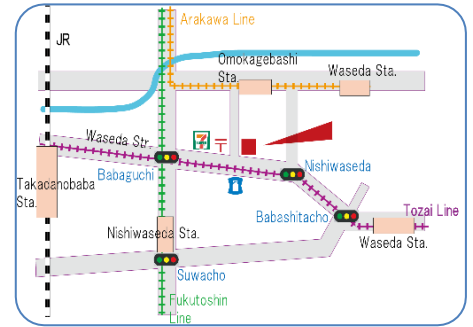 Arakawa Line
JR
Omokagebashi
Sta.
Waseda Sta.
Waseda Str.
7
〒
Babaguchi
Nishiwaseda
Takadanobaba
Sta.
Babashitacho
Tozai Line
Nishiwaseda Sta.
Waseda Sta.
Suwacho
Fukutoshin
Line